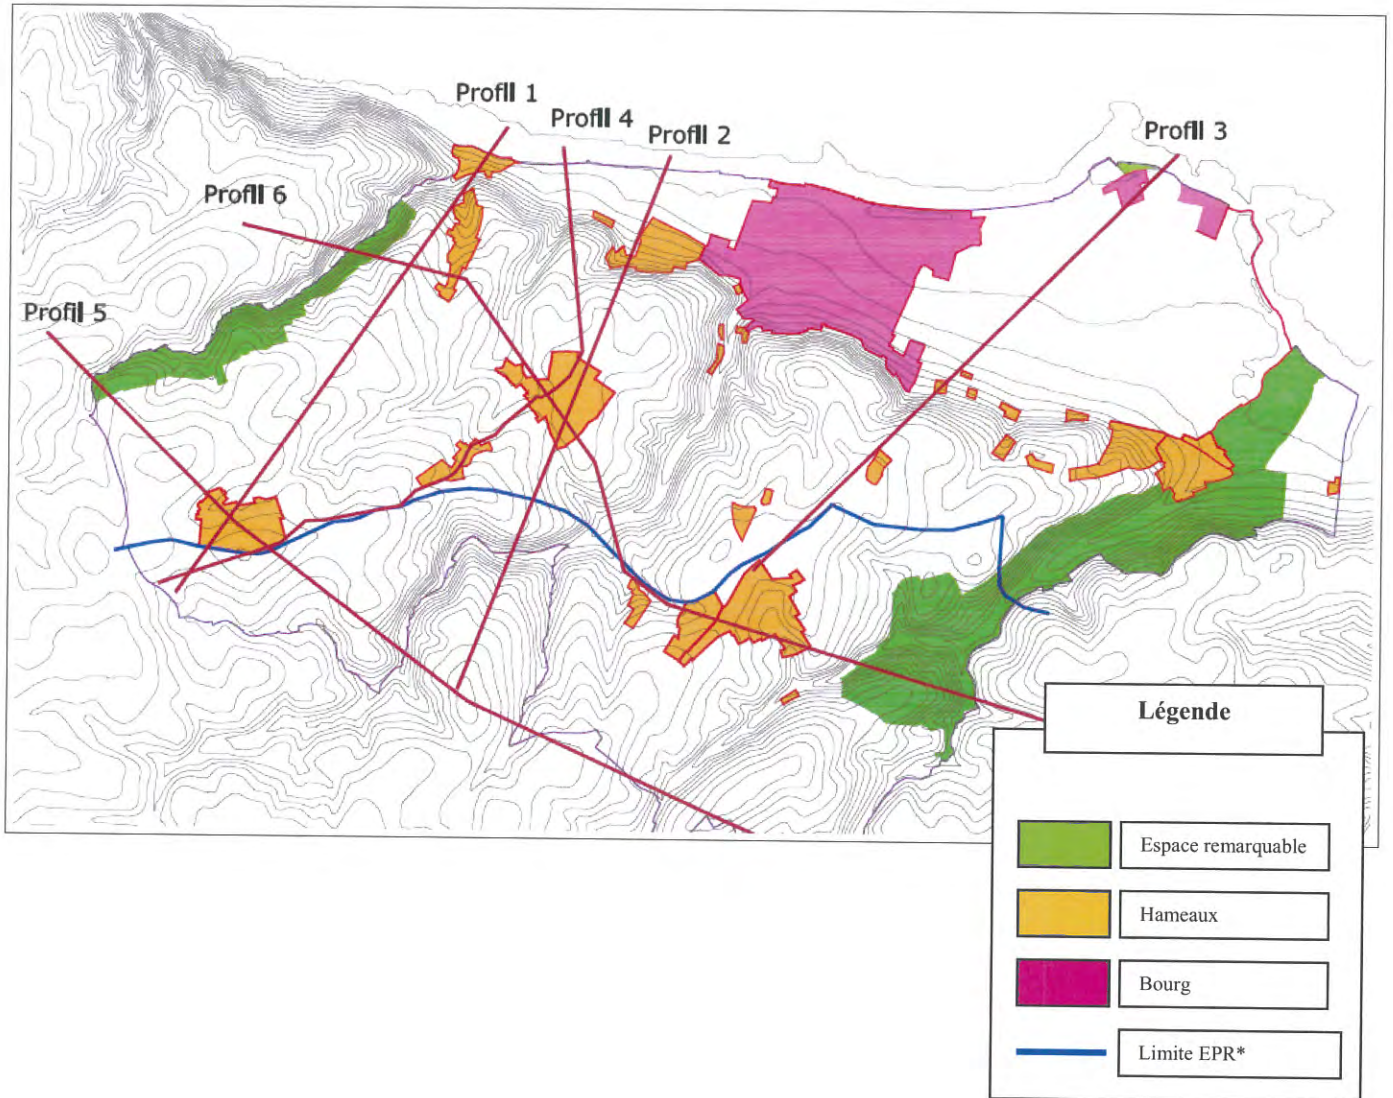 Profil 1
Profil 4
Profil 2
Profil 3
Profil 6
Profil 5
Légende
Espace remarquable
Hameaux
Bourg
Limite EPR*